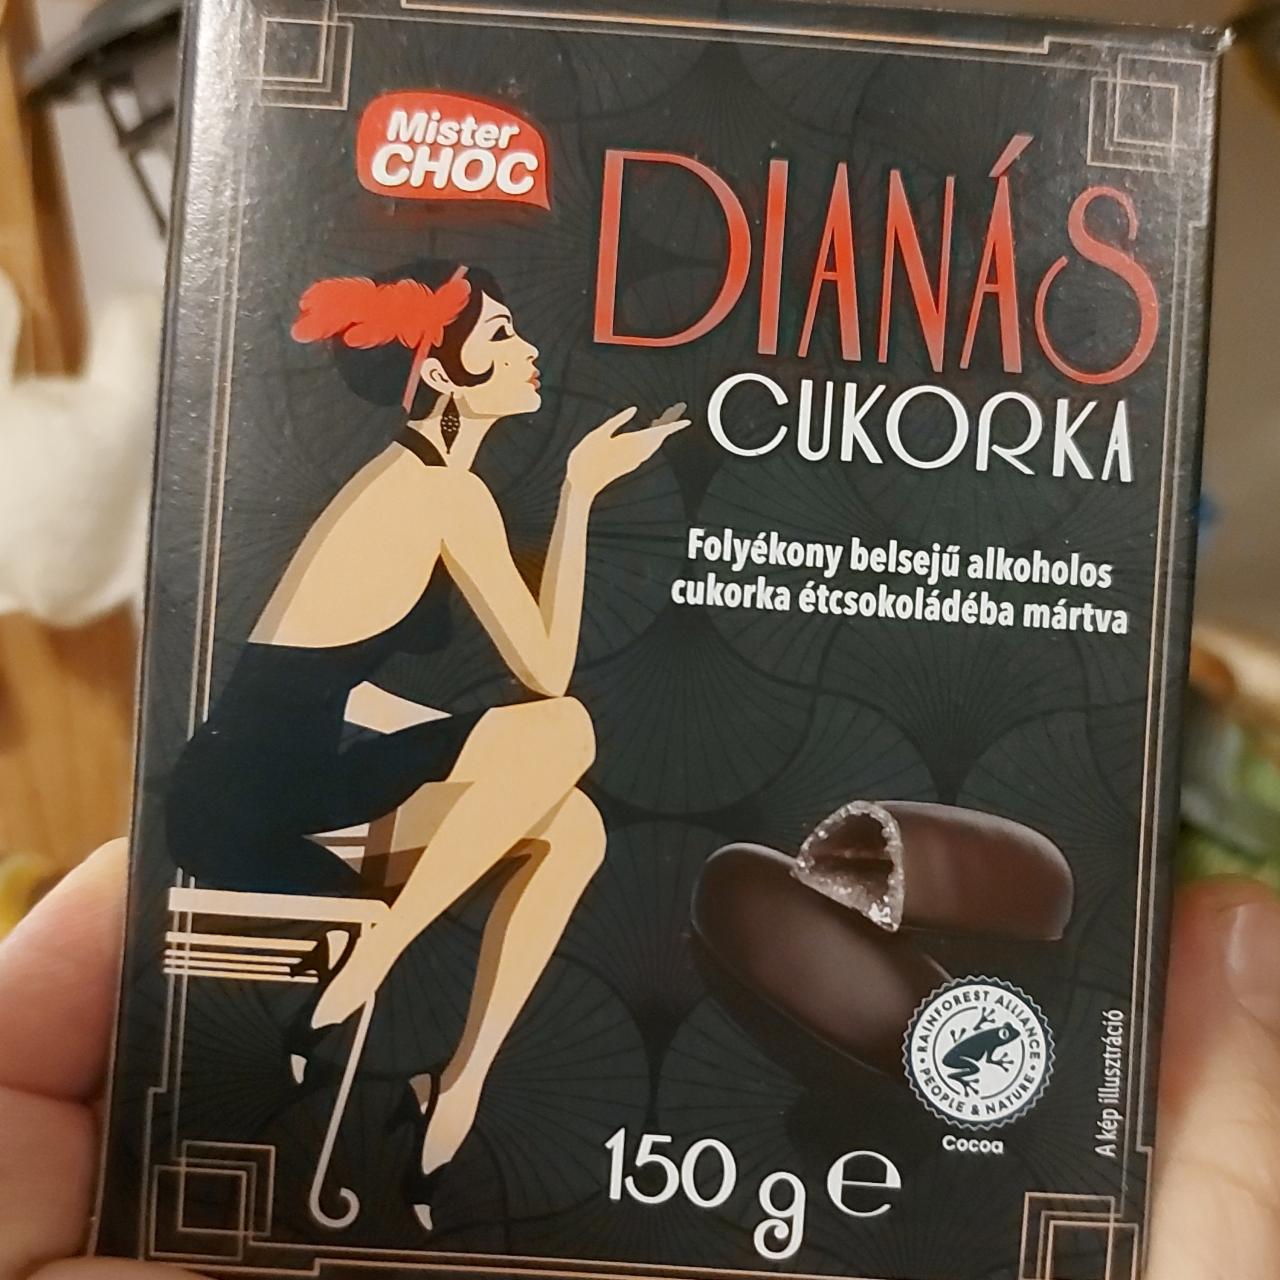 Mister
CHOC
DIANÁS
CUKORKA
Folyékony belsejű alkoholos
cukorka étcsokoládéba mártva
RAINFOREST ALLIANCE
• PEOPLE & NATURE •
Cocoa
A kép illusztráció
150 g e